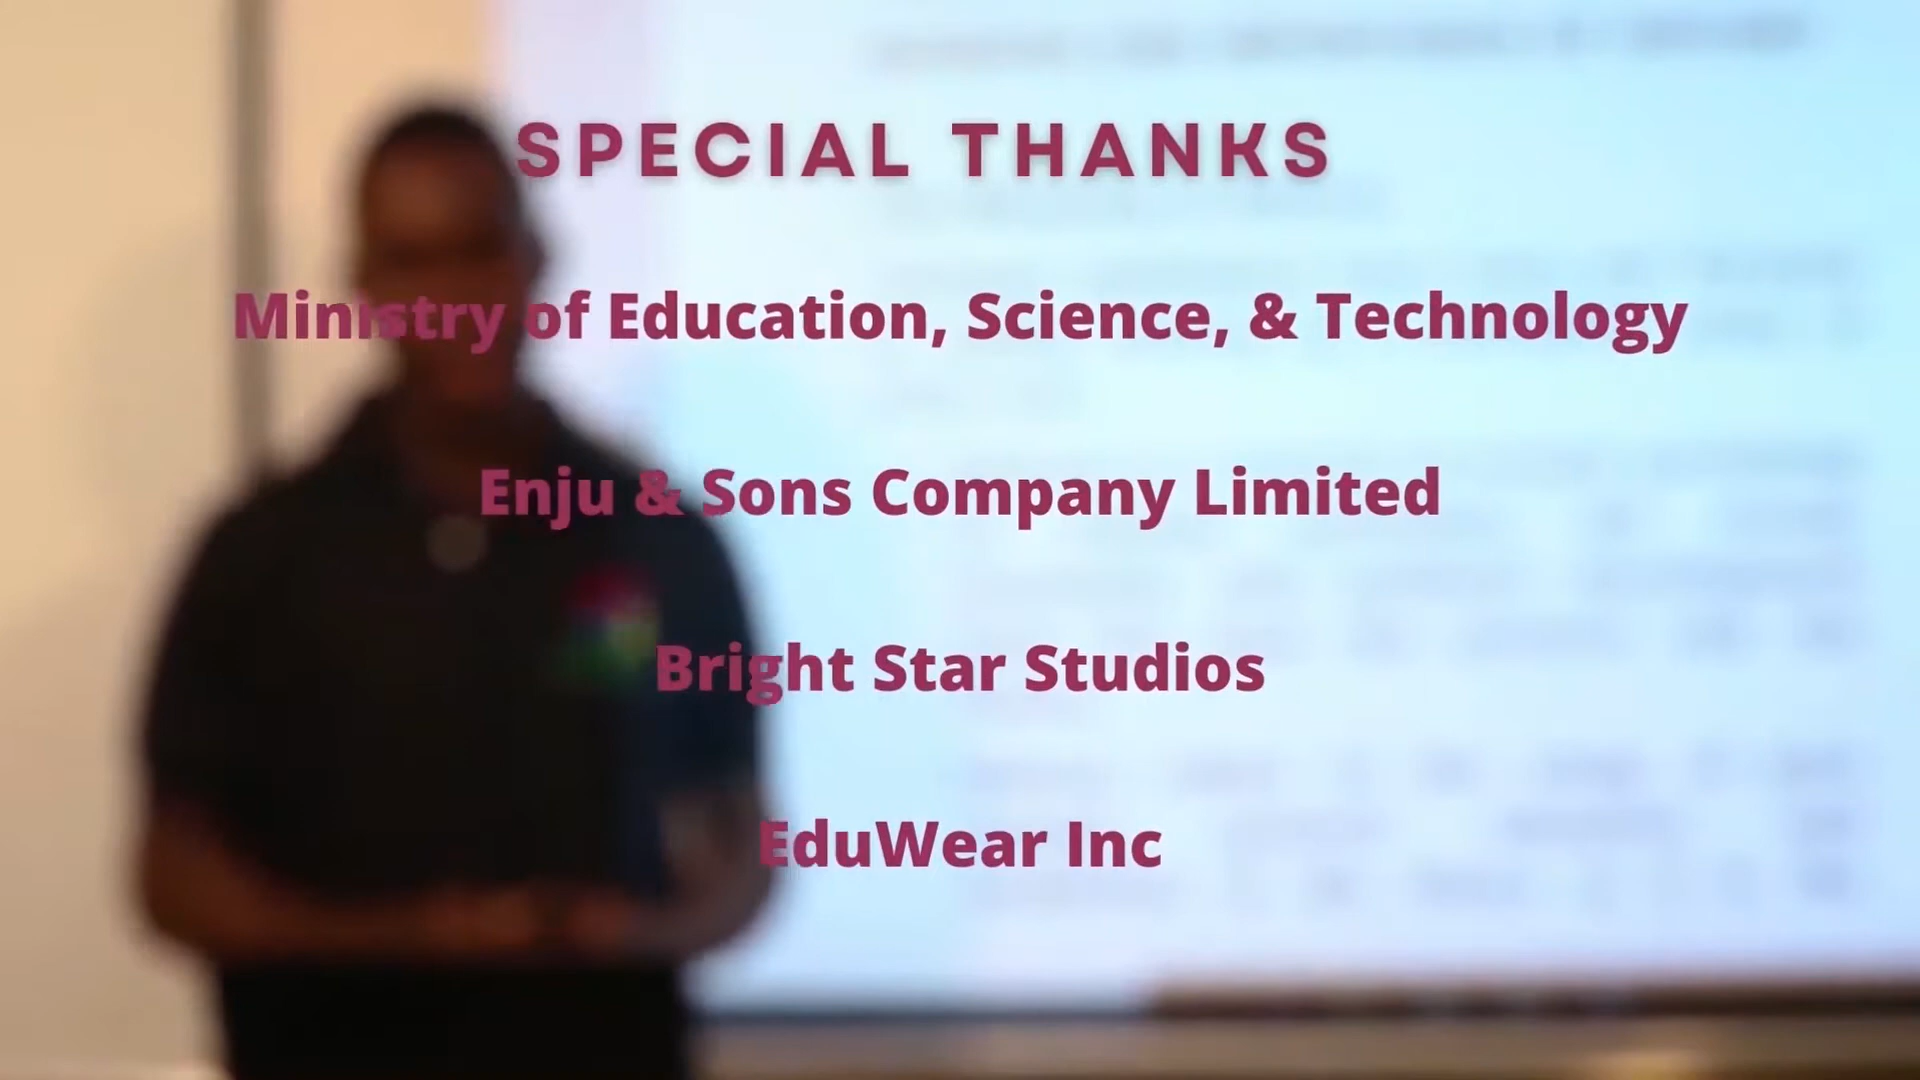 SPECIAL THANKS
Ministry of Education, Science, & Technology
Enju & Sons Company Limited
Bright Star Studios
EduWear Inc